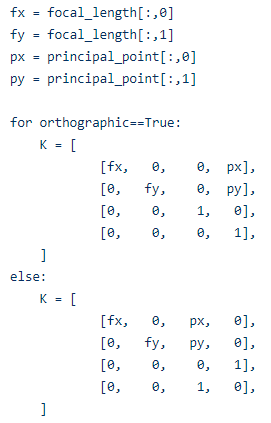 fx = focal_length[:,0]
fy = focal_length[:,1]
px = principal_point[:,0]
py = principal_point[:,1]

for orthographic==True:
    K = [
            [fx,   0,    0,  px],
            [0,   fy,    0,  py],
            [0,    0,    1,   0],
            [0,    0,    0,   1],
    ]
else:
    K = [
            [fx,   0,   px,   0],
            [0,   fy,   py,   0],
            [0,    0,    0,   1],
            [0,    0,    1,   0],
    ]